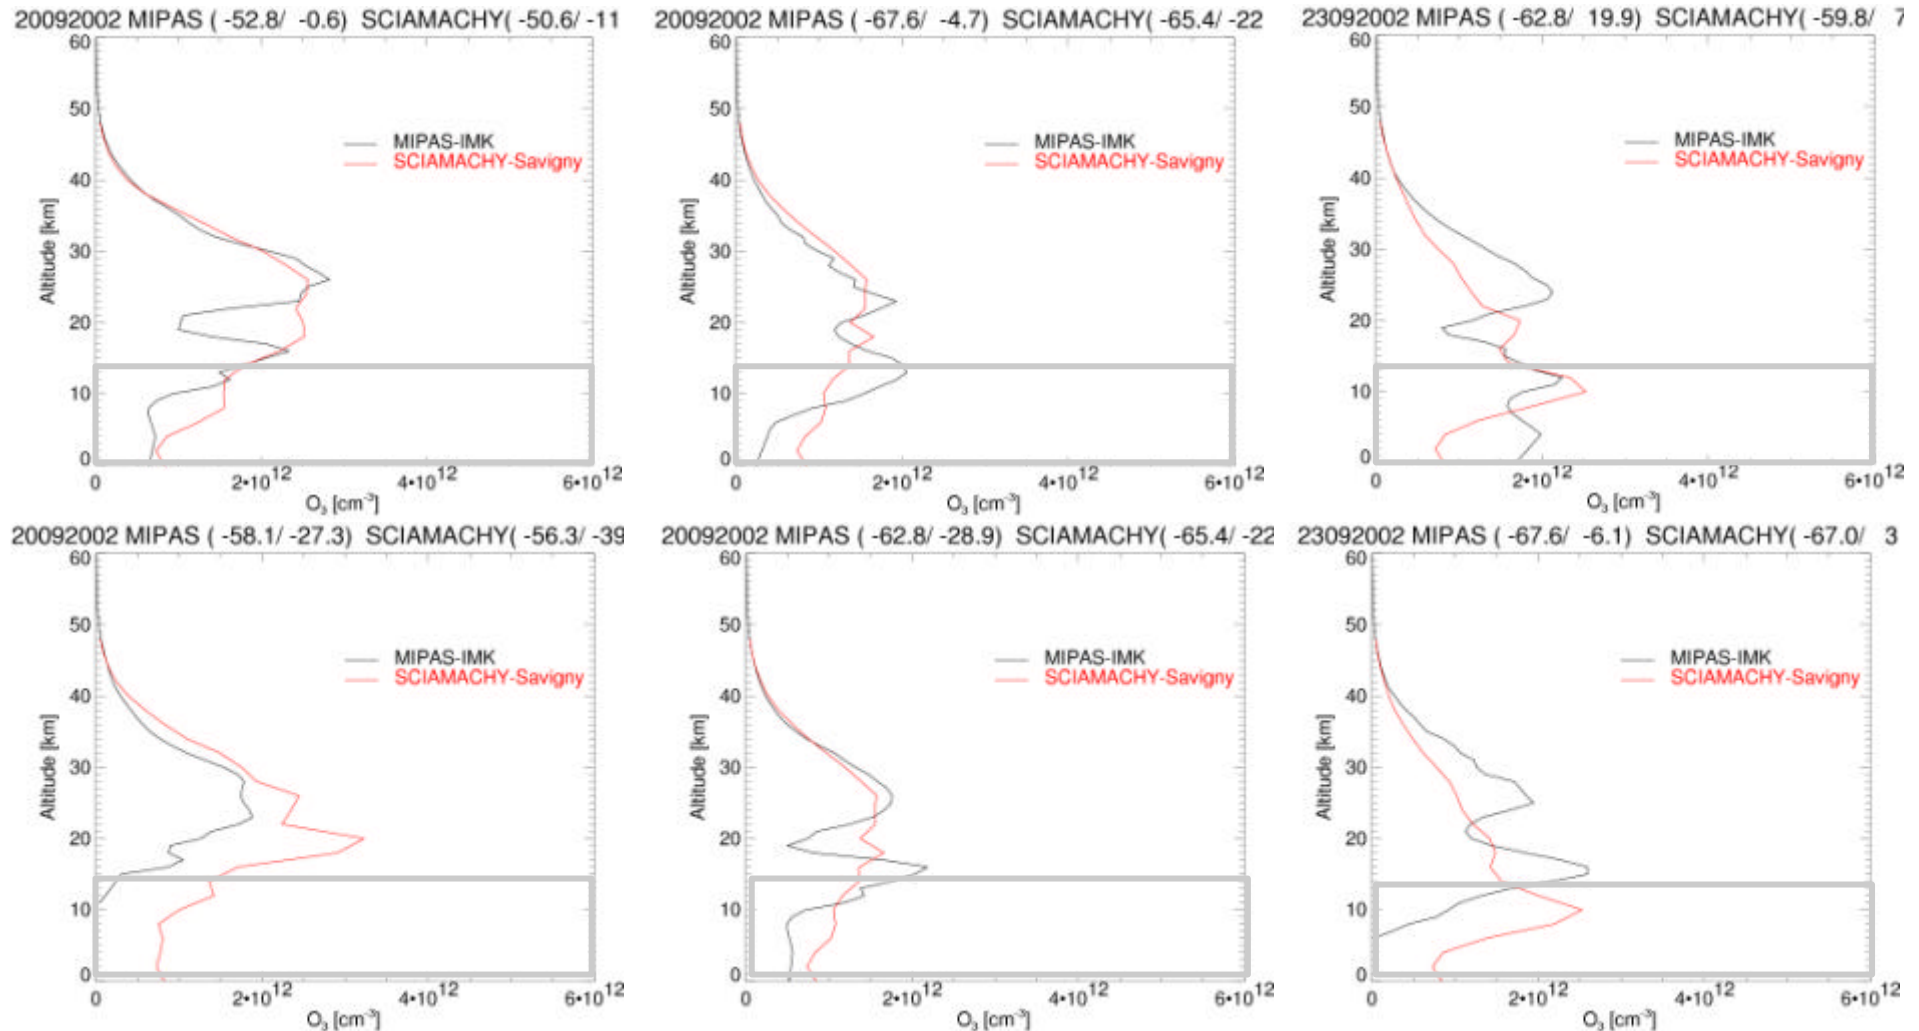 20092002 MIPAS ( -52.8/ -0.6) SCIAMACHY( -50.6/ -11
60
50
40
30
20
10
0
Altitude [km]
MIPAS-IMK
SCIAMACHY-Savigny
0 2•10¹² 4•10¹² 6•10¹²
O₃ [cm⁻³]
20092002 MIPAS ( -67.6/ -4.7) SCIAMACHY( -65.4/ -22
60
50
40
30
20
10
0
Altitude [km]
MIPAS-IMK
SCIAMACHY-Savigny
0 2•10¹² 4•10¹² 6•10¹²
O₃ [cm⁻³]
23092002 MIPAS ( -62.8/ 19.9) SCIAMACHY( -59.8/ 7
60
50
40
30
20
10
0
Altitude [km]
MIPAS-IMK
SCIAMACHY-Savigny
0 2•10¹² 4•10¹² 6•10¹²
O₃ [cm⁻³]
20092002 MIPAS ( -58.1/ -27.3) SCIAMACHY( -56.3/ -39
60
50
40
30
20
10
0
Altitude [km]
MIPAS-IMK
SCIAMACHY-Savigny
0 2•10¹² 4•10¹² 6•10¹²
O₃ [cm⁻³]
20092002 MIPAS ( -62.8/ -28.9) SCIAMACHY( -65.4/ -22
60
50
40
30
20
10
0
Altitude [km]
MIPAS-IMK
SCIAMACHY-Savigny
0 2•10¹² 4•10¹² 6•10¹²
O₃ [cm⁻³]
23092002 MIPAS ( -67.6/ -6.1) SCIAMACHY( -67.0/ 3
60
50
40
30
20
10
0
Altitude [km]
MIPAS-IMK
SCIAMACHY-Savigny
0 2•10¹² 4•10¹² 6•10¹²
O₃ [cm⁻³]